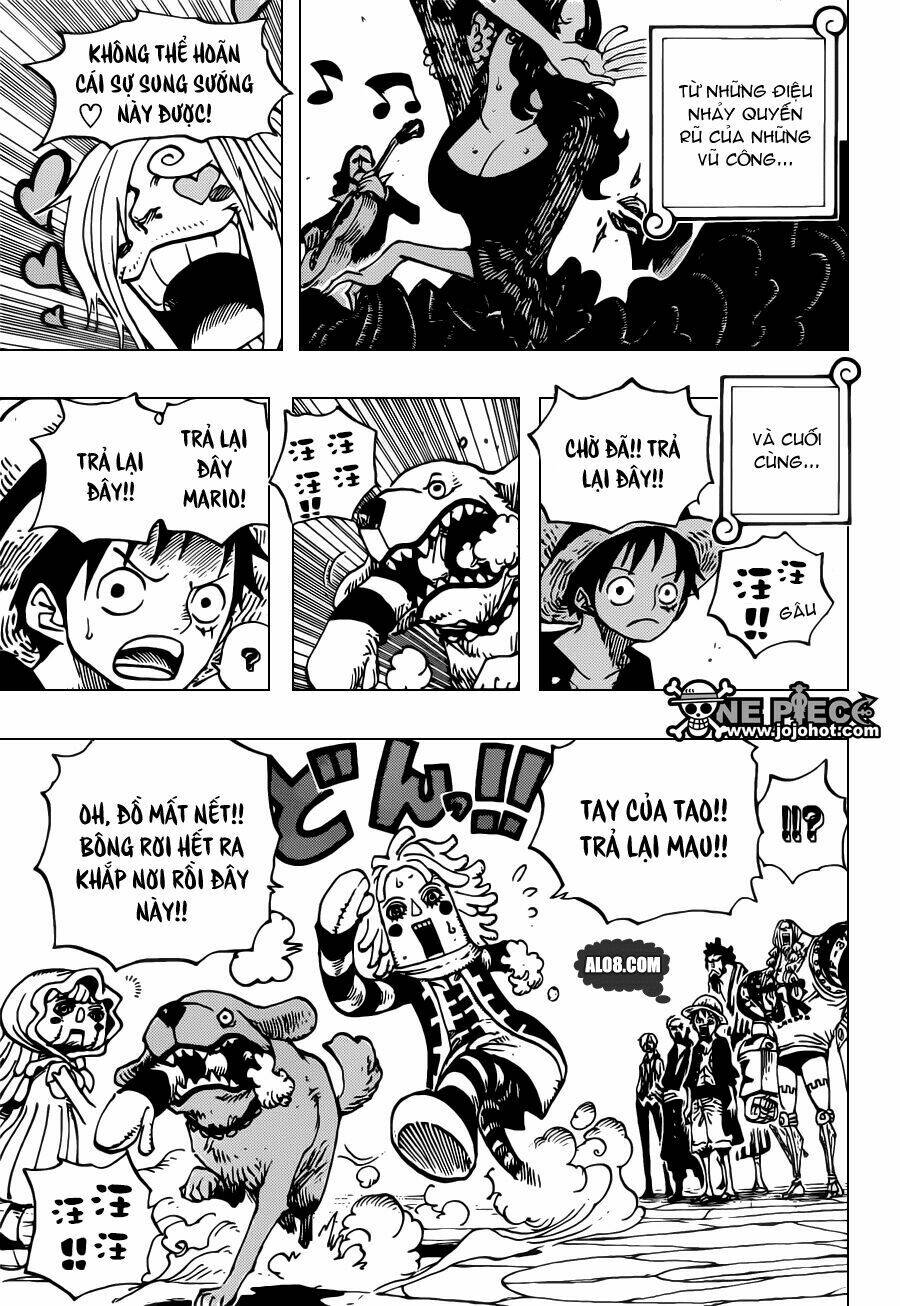 TỪ NHỮNG ĐIỆU
NHẢY QUYẾN
RŨ CỦA NHỮNG
VŨ CÔNG...
KHÔNG THỂ HOÃN
CÁI SỰ SUNG SƯỚNG
♡ NÀY ĐƯỢC!
VÀ CUỐI
CÙNG...
CHỜ ĐÃ!! TRẢ
LẠI ĐÂY!!
汪汪!!
GÂU
汪汪
汪汪!!
TRẢ LẠI
ĐÂY
MARIO!
TRẢ LẠI
ĐÂY!!
?
ONE PIECE
www.jojohot.com
!!?
TAY CỦA TAO!!
TRẢ LẠI MAU!!
どんっ!!
OH, ĐỒ MẤT NẾT!!
BÔNG RƠI HẾT RA
KHẮP NƠI RỒI ĐÂY
NÀY!!
ALO8.COM
汪汪
汪汪!!